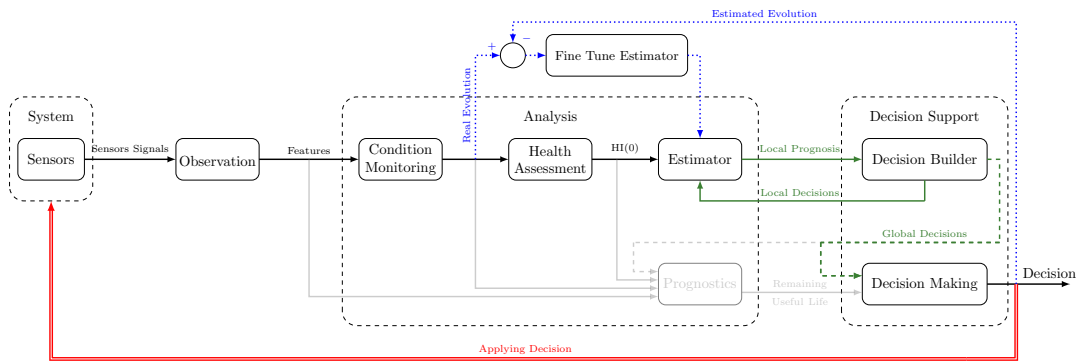 Estimated Evolution
+
−
Fine Tune Estimator
Real Evolution
System
Analysis
Decision Support
Sensors
Sensors Signals
Observation
Features
Condition
Monitoring
Health
Assessment
HI(0)
Estimator
Local Prognosis
Decision Builder
Local Decisions
Global Decisions
Prognostics
Remaining
Useful Life
Decision Making
Decision
Applying Decision